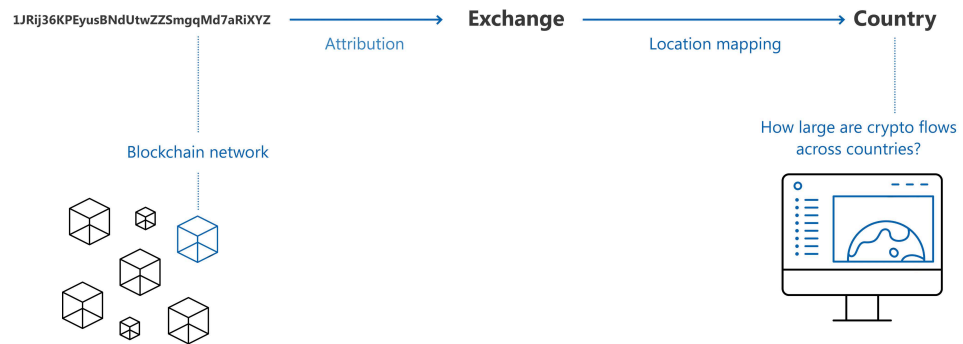 1JRij36KPEyusBNdUtwZZSmgqMd7aRiXYZ
Exchange
Country
Attribution
Location mapping
Blockchain network
How large are crypto flows
across countries?